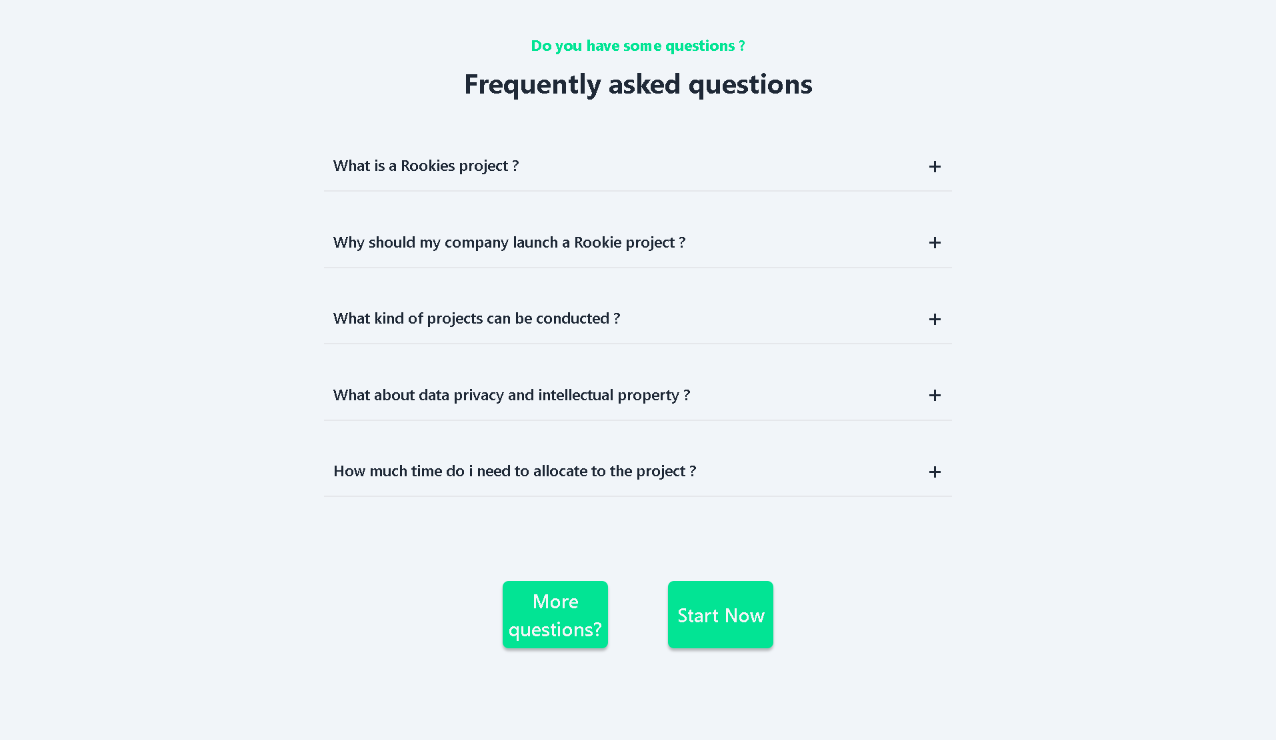 Do you have some questions ?
Frequently asked questions
What is a Rookies project ?
Why should my company launch a Rookie project ?
What kind of projects can be conducted ?
What about data privacy and intellectual property ?
How much time do i need to allocate to the project ?
More
questions?
Start Now